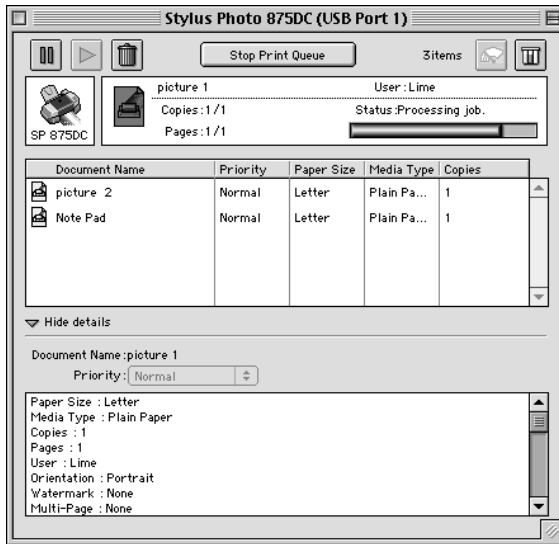 Stylus Photo 875DC (USB Port 1)
Stop Print Queue
3items
SP 875DC
picture 1 User:Lime
Copies:1/1 Status:Processing job.
Pages:1/1
Document Name Priority Paper Size Media Type Copies
picture 2 Normal Letter Plain Pa... 1
Note Pad Normal Letter Plain Pa... 1
Hide details
Document Name:picture 1
Priority: Normal
Paper Size : Letter
Media Type : Plain Paper
Copies : 1
Pages : 1
User : Lime
Orientation : Portrait
Watermark : None
Multi-Page : None